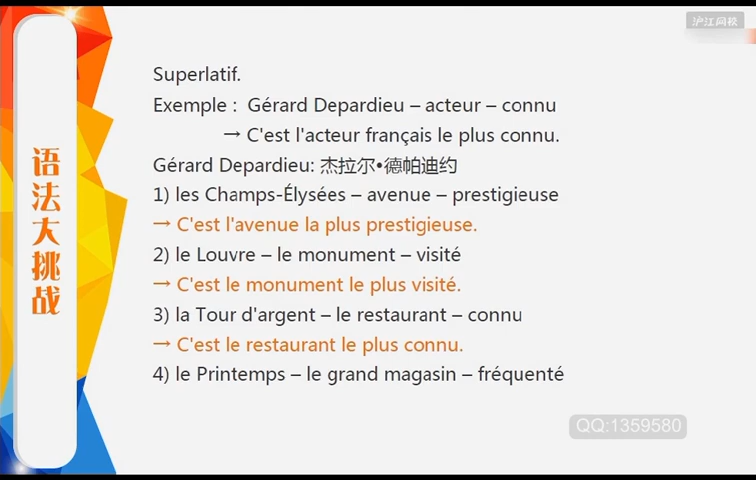 沪江网校
Superlatif.
Exemple : Gérard Depardieu – acteur – connu
→ C'est l'acteur français le plus connu.
Gérard Depardieu: 杰拉尔•德帕迪约
1) les Champs-Élysées – avenue – prestigieuse
→ C'est l'avenue la plus prestigieuse.
2) le Louvre – le monument – visité
→ C'est le monument le plus visité.
3) la Tour d'argent – le restaurant – connu
→ C'est le restaurant le plus connu.
4) le Printemps – le grand magasin – fréquenté
语法大挑战
QQ:1359580